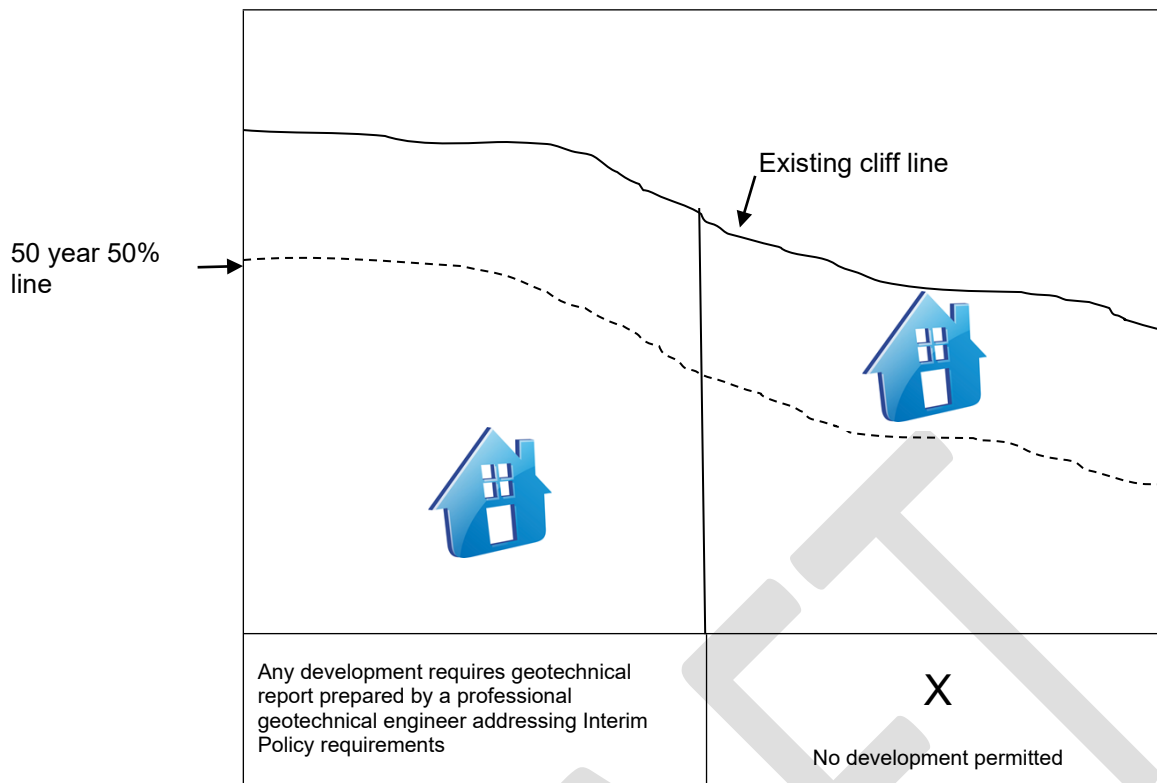 Existing cliff line
50 year 50%
line
Any development requires geotechnical
report prepared by a professional
geotechnical engineer addressing Interim
Policy requirements
X
No development permitted